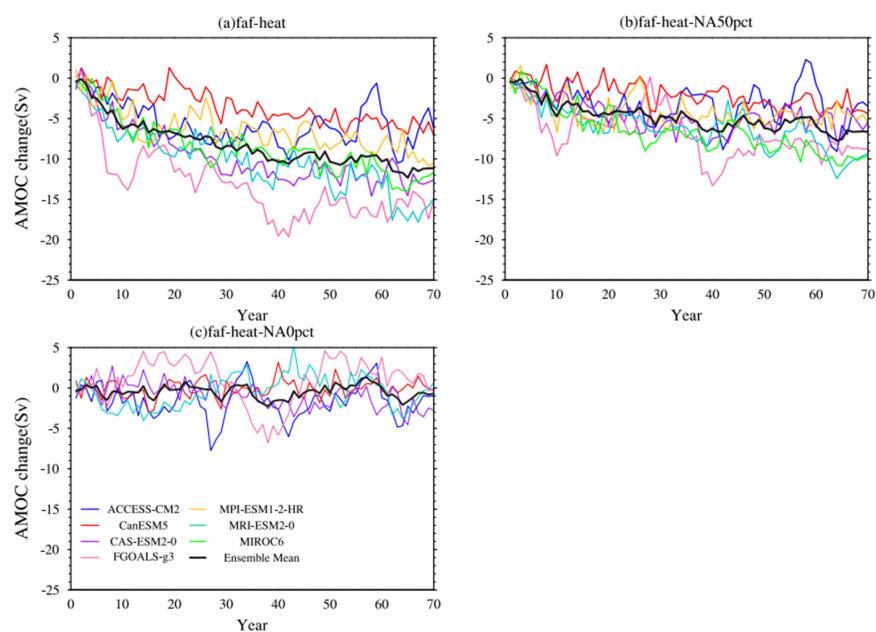 (a)faf-heat
(b)faf-heat-NA50pct
5
0
-5
-10
-15
-20
-25
AMOC change(Sv)
0 10 20 30 40 50 60 70
Year
5
0
-5
-10
-15
-20
-25
AMOC change(Sv)
0 10 20 30 40 50 60 70
Year
(c)faf-heat-NA0pct
5
0
-5
-10
-15
-20
-25
AMOC change(Sv)
ACCESS-CM2 MPI-ESM1-2-HR
CanESM5 MRI-ESM2-0
CAS-ESM2-0 MIROC6
FGOALS-g3 Ensemble Mean
0 10 20 30 40 50 60 70
Year